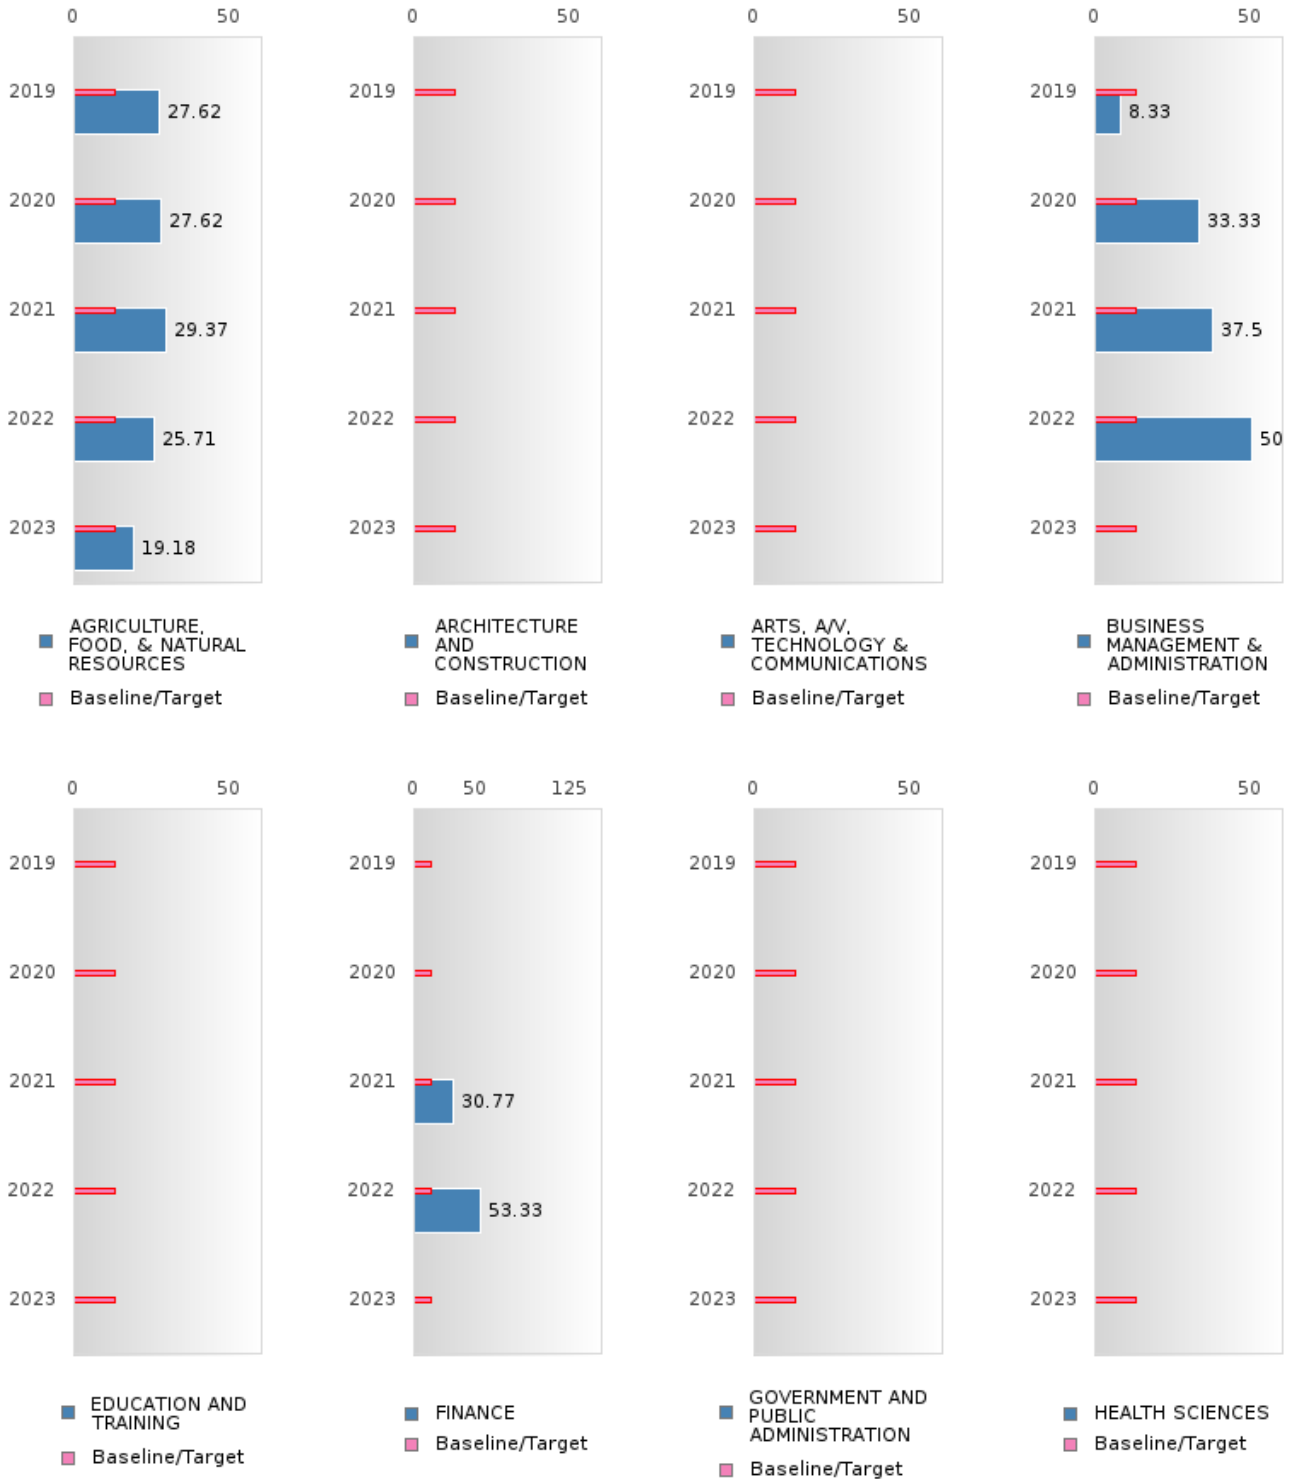 0 50
2019
27.62
2020
27.62
2021
29.37
2022
25.71
2023
19.18
AGRICULTURE,
FOOD, & NATURAL
RESOURCES
Baseline/Target
0 50
2019
2020
2021
2022
2023
ARCHITECTURE
AND
CONSTRUCTION
Baseline/Target
0 50
2019
2020
2021
2022
2023
ARTS, A/V,
TECHNOLOGY &
COMMUNICATIONS
Baseline/Target
0 50
2019
8.33
2020
33.33
2021
37.5
2022
50
2023
BUSINESS
MANAGEMENT &
ADMINISTRATION
Baseline/Target
0 50
2019
2020
2021
2022
2023
EDUCATION AND
TRAINING
Baseline/Target
0 50 125
2019
2020
2021
30.77
2022
53.33
2023
FINANCE
Baseline/Target
0 50
2019
2020
2021
2022
2023
GOVERNMENT AND
PUBLIC
ADMINISTRATION
Baseline/Target
0 50
2019
2020
2021
2022
2023
HEALTH SCIENCES
Baseline/Target